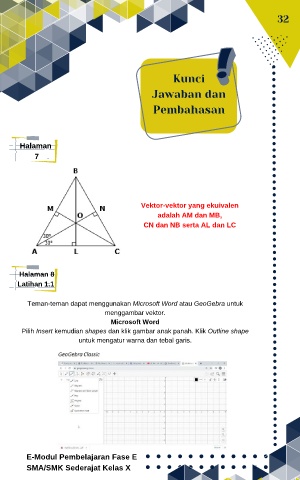 32
Kunci
Jawaban dan
Pembahasan
Halaman
7
B
M
N
O
30°
30°
A
L
C
Vektor-vektor yang ekuivalen
adalah AM dan MB,
CN dan NB serta AL dan LC
Halaman 8
Latihan 1.1
Teman-teman dapat menggunakan Microsoft Word atau GeoGebra untuk
menggambar vektor.
Microsoft Word
Pilih Insert kemudian shapes dan klik gambar anak panah. Klik Outline shape
untuk mengatur warna dan tebal garis.
GeoGebra Classic
E-Modul Pembelajaran Fase E
SMA/SMK Sederajat Kelas X